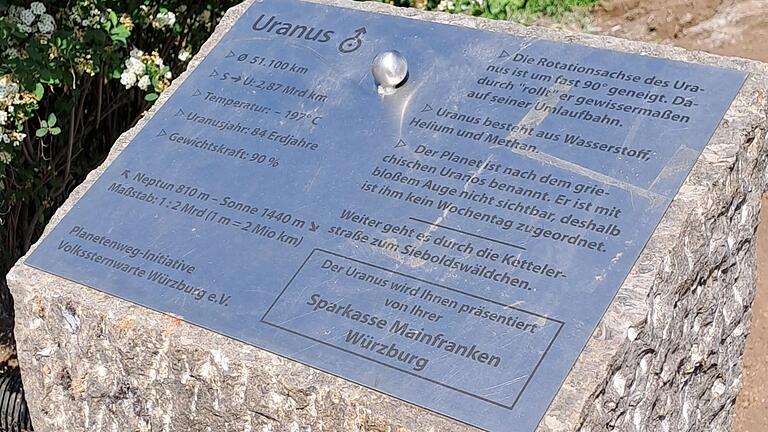 Uranus ⛢
▷ Ø 51.100 km
▷ S → U: 2,87 Mrd km
▷ Temperatur: – 197° C
▷ Uranusjahr: 84 Erdjahre
▷ Gewichtskraft: 90 %
↖ Neptun 810 m – Sonne 1440 m ↘
Maßstab: 1 : 2 Mrd (1 m = 2 Mio km)
Planetenweg-Initiative
Volkssternwarte Würzburg e.V.
▷ Die Rotationsachse des Ura-
nus ist um fast 90° geneigt. Da-
durch "rollt" er gewissermaßen
auf seiner Umlaufbahn.
▷ Uranus besteht aus Wasserstoff,
Helium und Methan.
▷ Der Planet ist nach dem grie-
chischen Uranos benannt. Er ist mit
bloßem Auge nicht sichtbar, deshalb
ist ihm kein Wochentag zugeordnet.
Weiter geht es durch die Ketteler-
straße zum Sieboldswäldchen.
Der Uranus wird Ihnen präsentiert
von Ihrer
Sparkasse Mainfranken
Würzburg